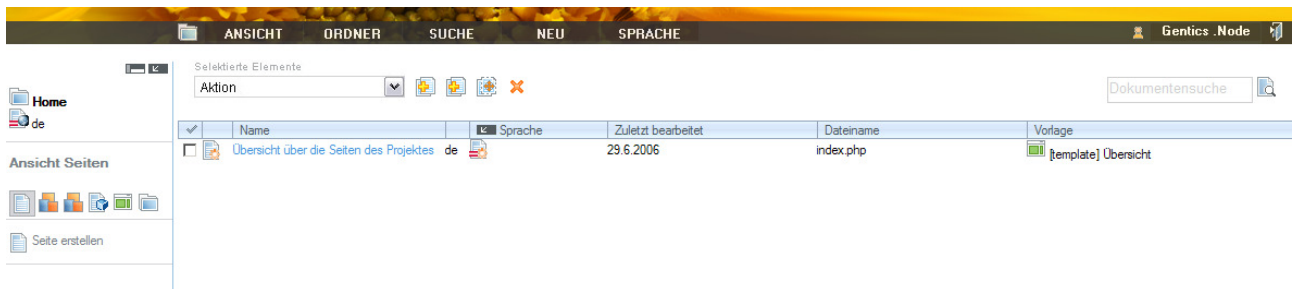 ANSICHT ORDNER SUCHE NEU SPRACHE Gentics .Node
Selektierte Elemente
Aktion
Dokumentensuche
Home
de
Name Sprache Zuletzt bearbeitet Dateiname Vorlage
Übersicht über die Seiten des Projektes de 29.6.2006 index.php [template] Übersicht
Ansicht Seiten
Seite erstellen